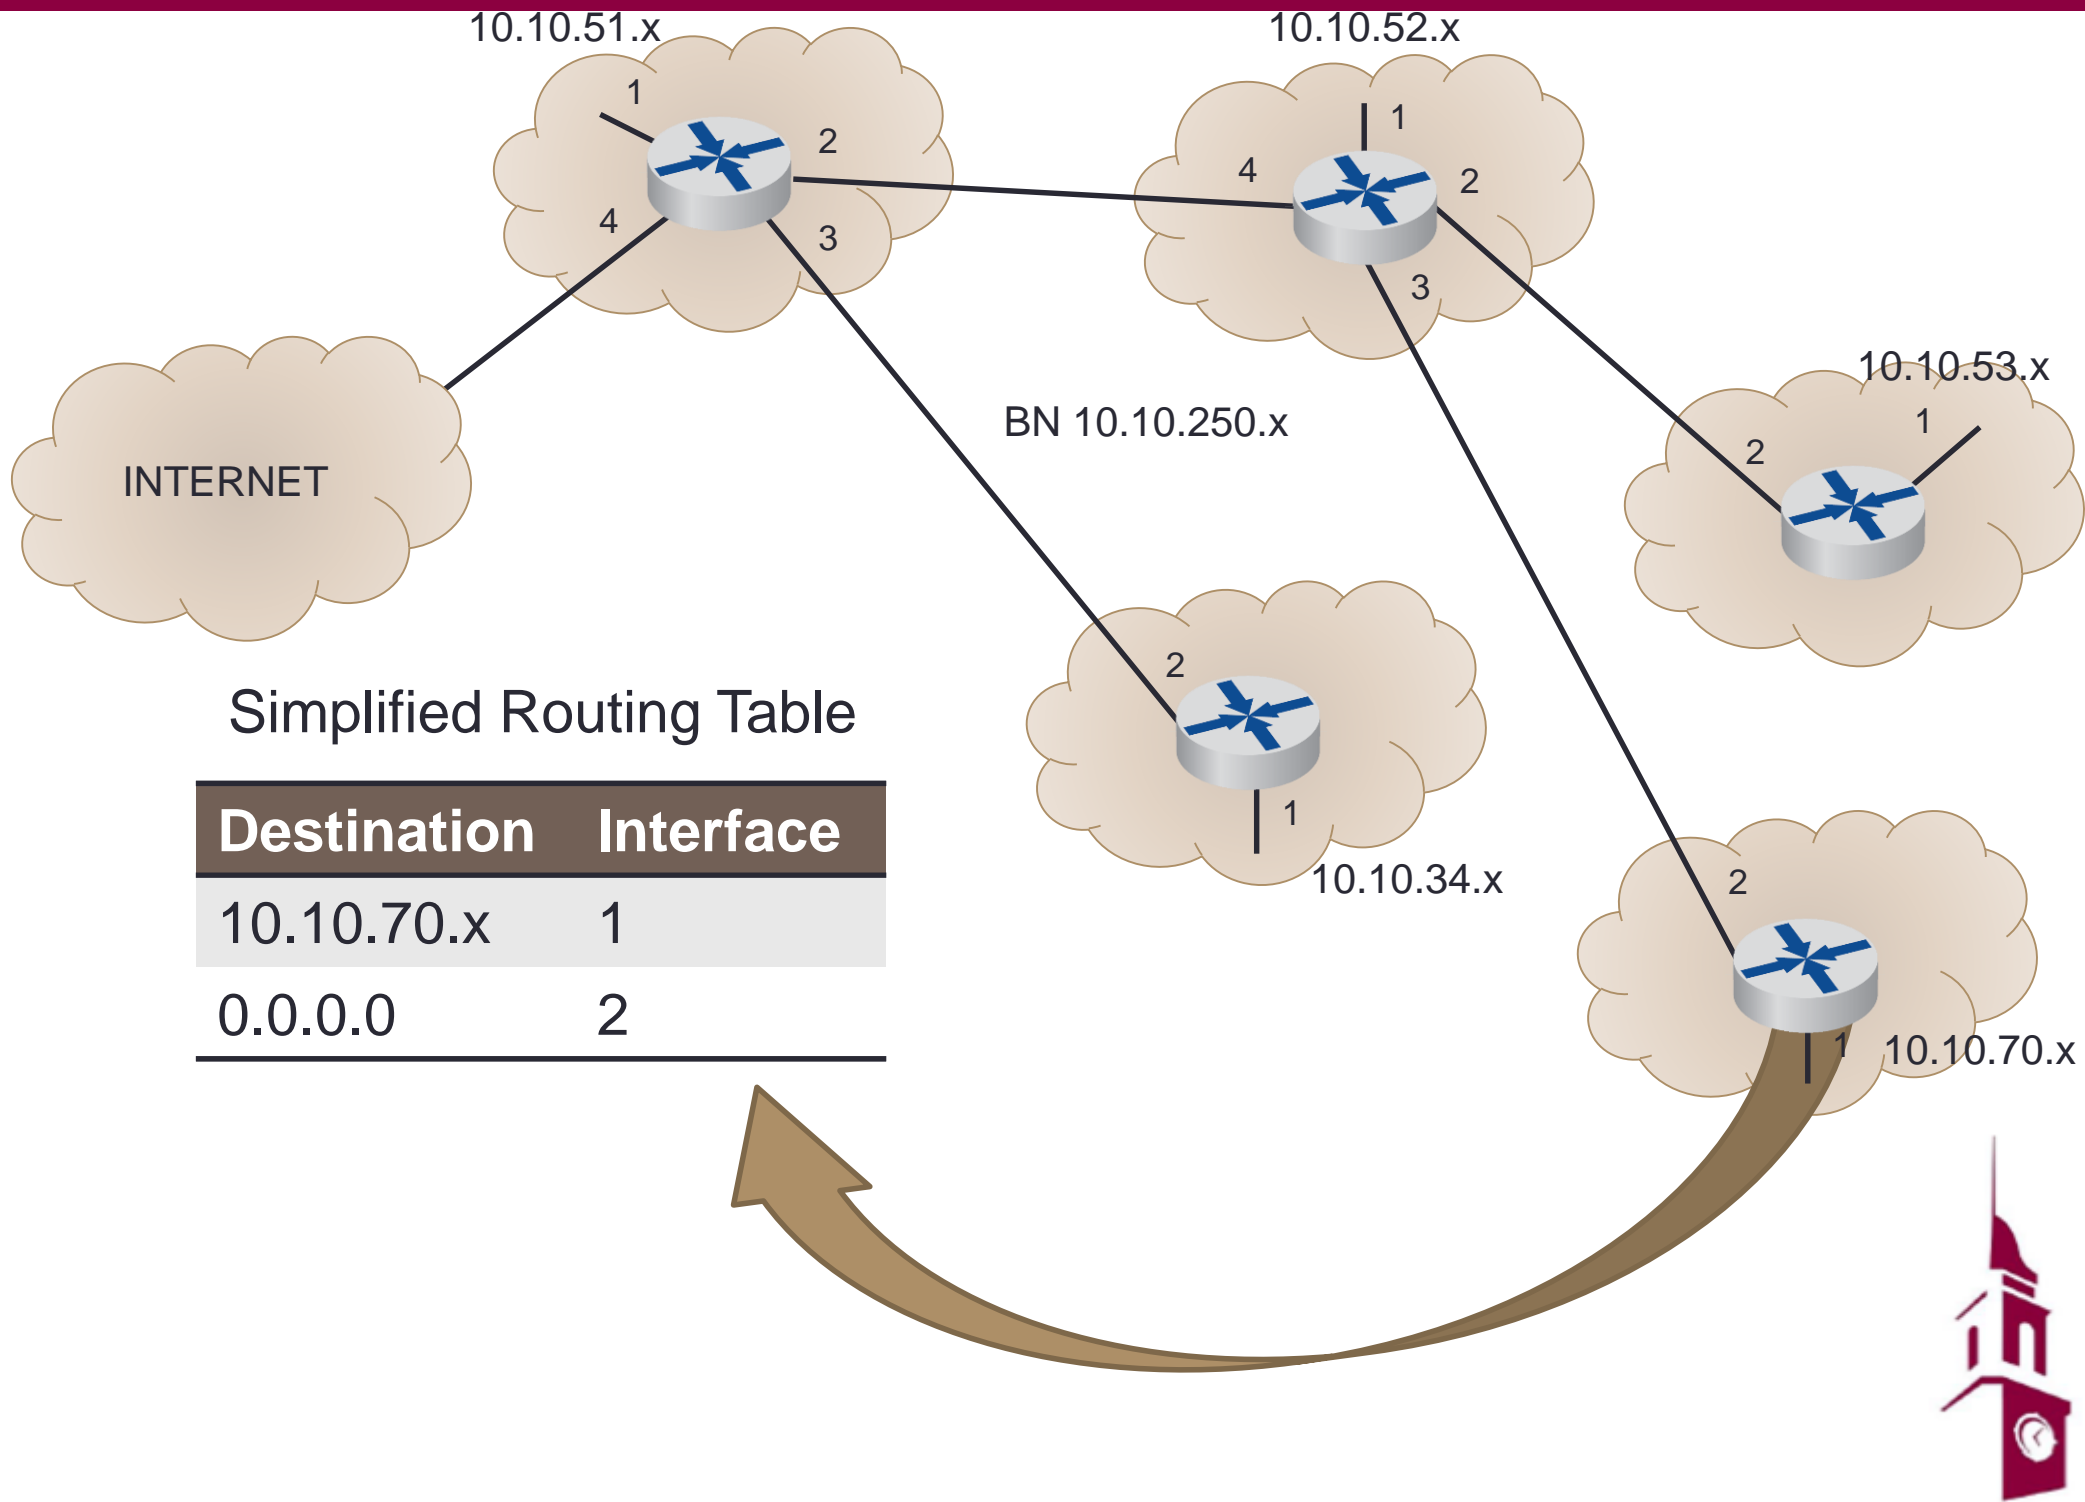 10.10.51.x
10.10.52.x
1
1
2
4
2
4
3
3
10.10.53.x
1
BN 10.10.250.x
2
INTERNET
2
Simplified Routing Table
Destination Interface
1
10.10.34.x
2
10.10.70.x 1
0.0.0.0 2
1
10.10.70.x